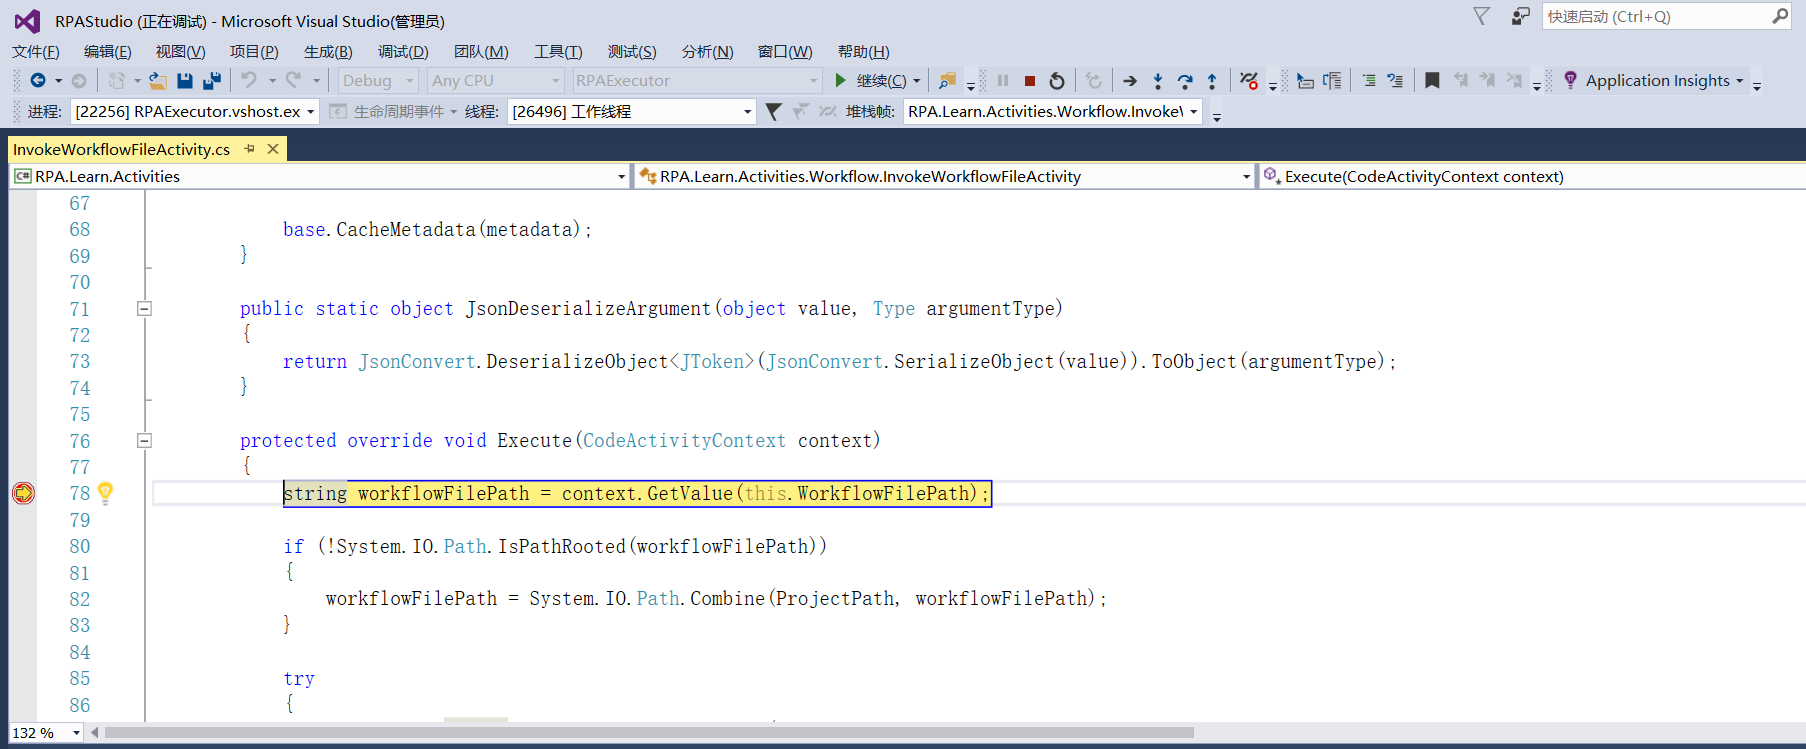 RPAStudio (正在调试) - Microsoft Visual Studio(管理员)
快速启动 (Ctrl+Q)
文件(F) 编辑(E) 视图(V) 项目(P) 生成(B) 调试(D) 团队(M) 工具(T) 测试(S) 分析(N) 窗口(W) 帮助(H)
Debug Any CPU RPAExecutor 继续(C) Application Insights
进程: [22256] RPAExecutor.vshost.ex 生命周期事件 线程: [26496] 工作线程 堆栈帧: RPA.Learn.Activities.Workflow.InvokeW
InvokeWorkflowFileActivity.cs
C# RPA.Learn.Activities RPA.Learn.Activities.Workflow.InvokeWorkflowFileActivity Execute(CodeActivityContext context)
67
68 base.CacheMetadata(metadata);
69 }
70
71 public static object JsonDeserializeArgument(object value, Type argumentType)
72 {
73 return JsonConvert.DeserializeObject<JToken>(JsonConvert.SerializeObject(value)).ToObject(argumentType);
74 }
75
76 protected override void Execute(CodeActivityContext context)
77 {
78 string workflowFilePath = context.GetValue(this.WorkflowFilePath);
79
80 if (!System.IO.Path.IsPathRooted(workflowFilePath))
81 {
82 workflowFilePath = System.IO.Path.Combine(ProjectPath, workflowFilePath);
83 }
84
85 try
86 {
132 %